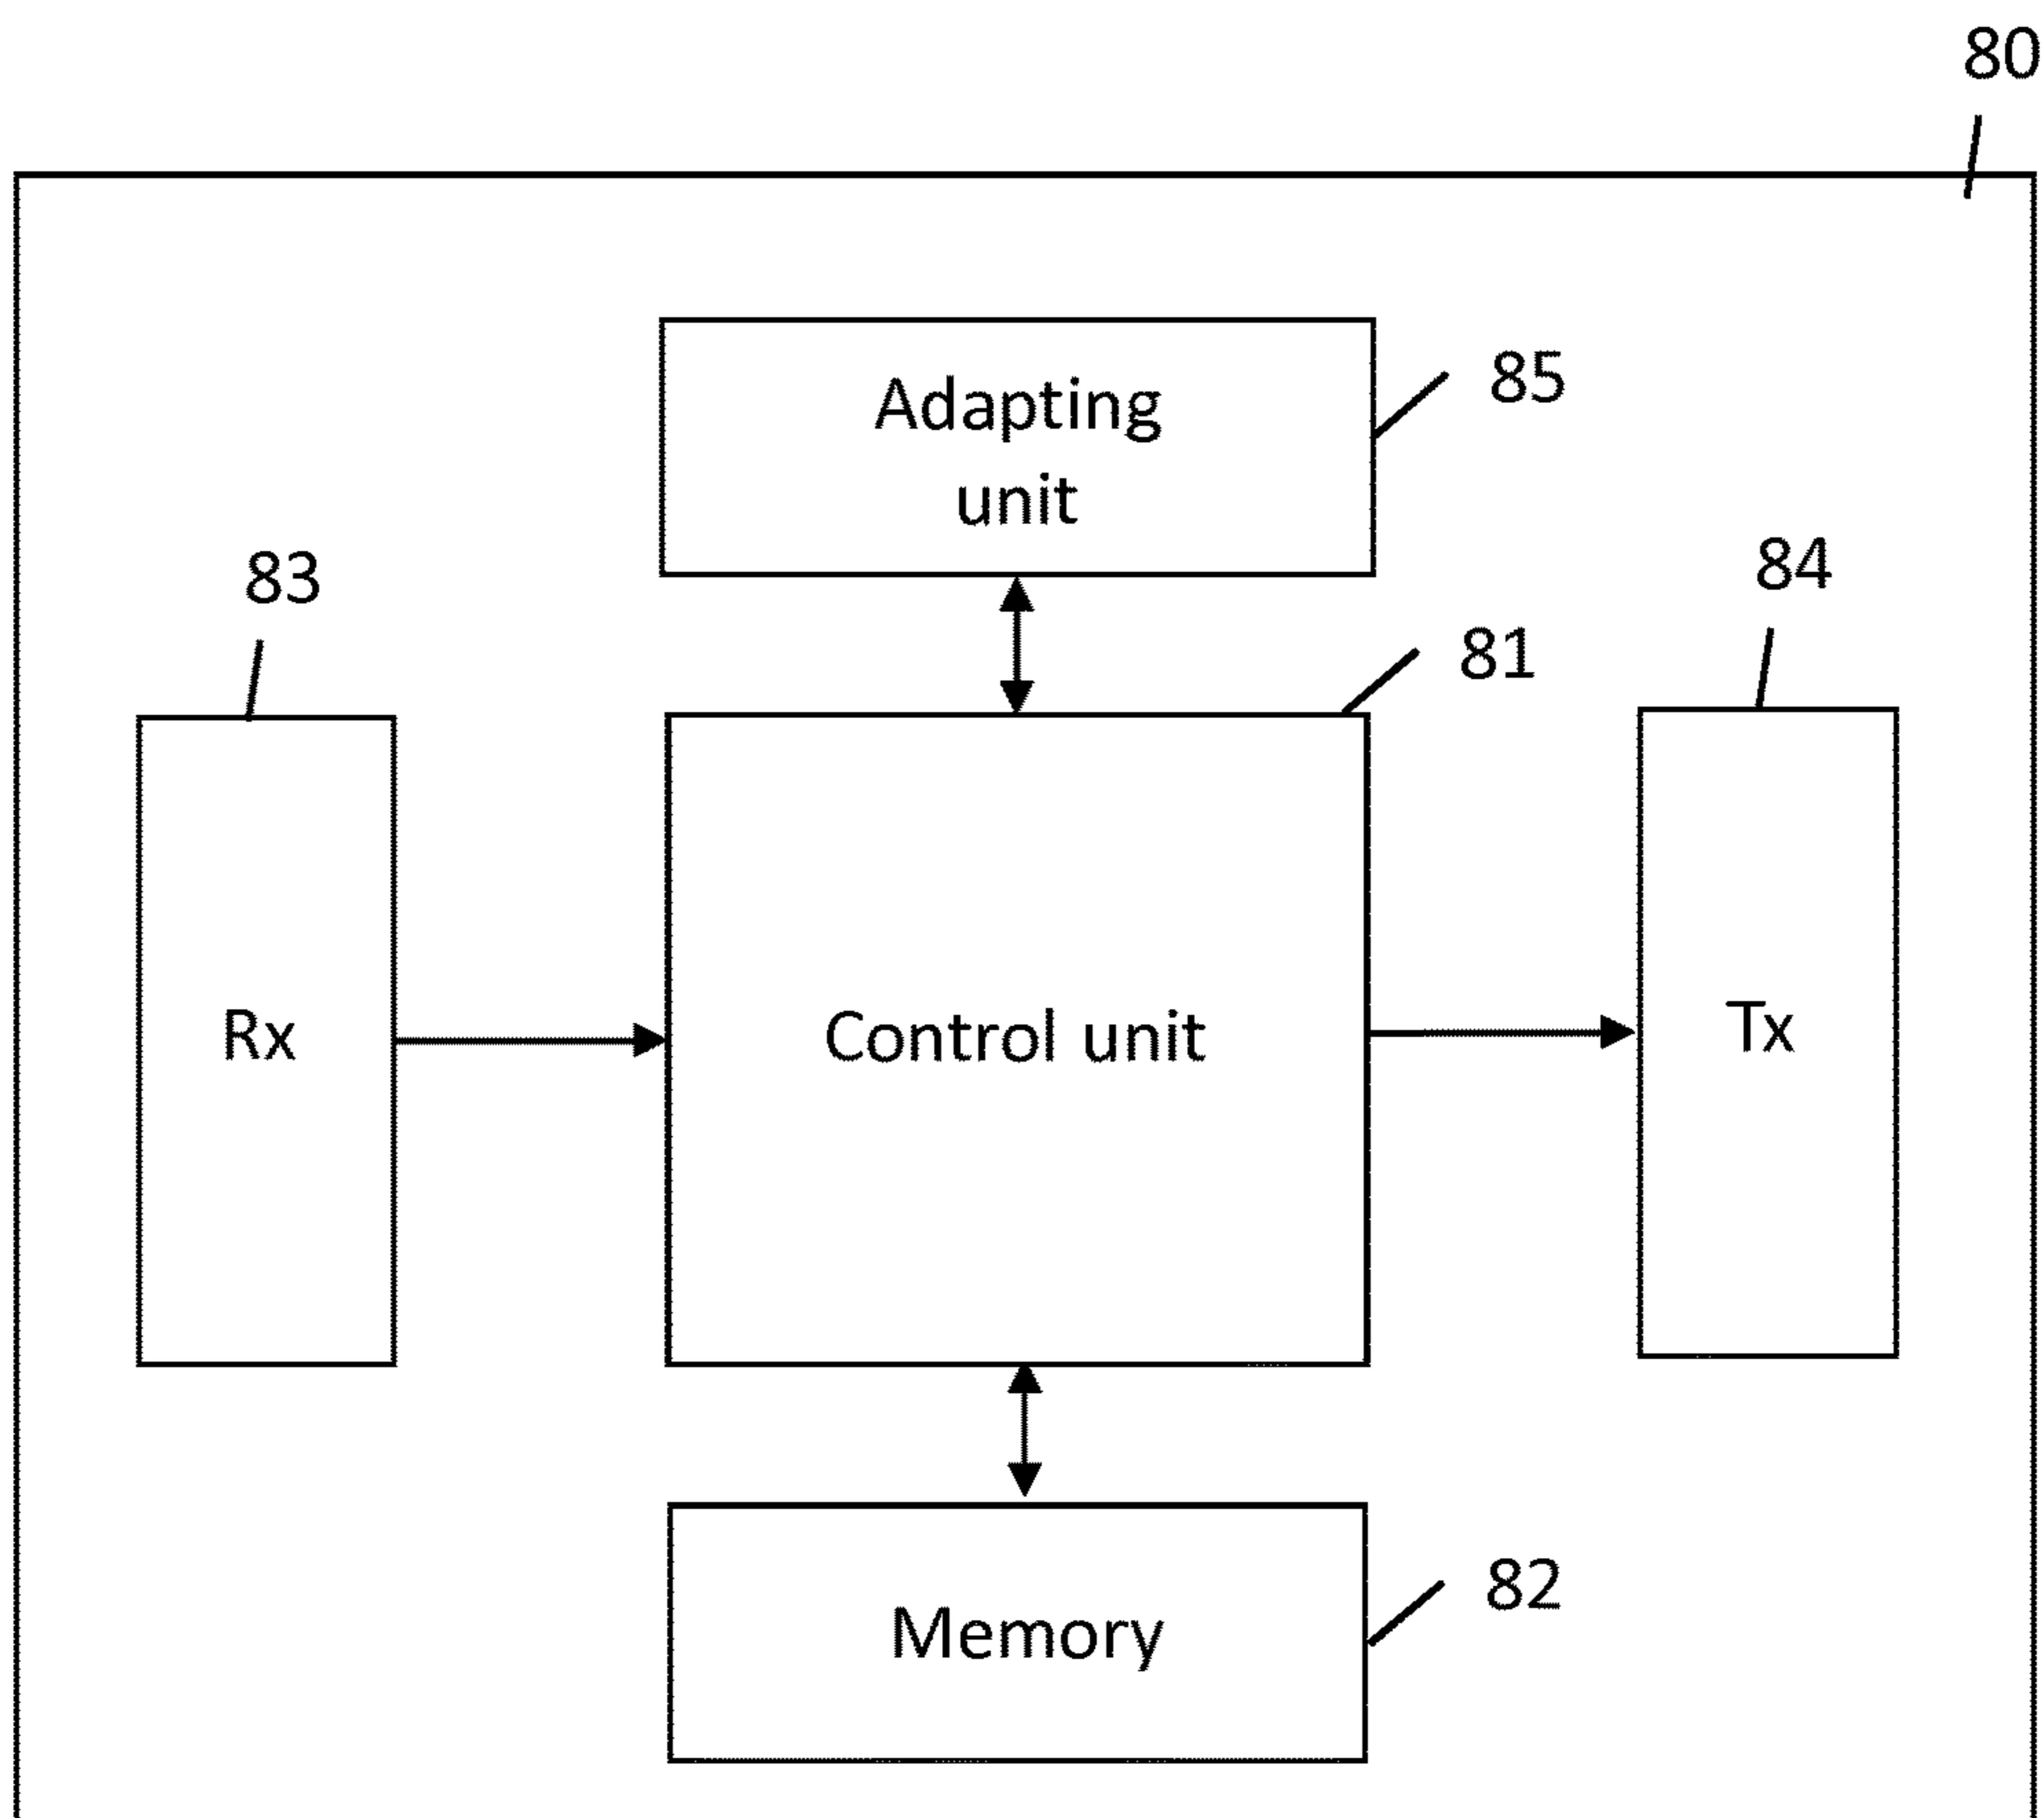 80
Adapting
unit
85
83
84
81
Rx
Control unit
Tx
82
Memory